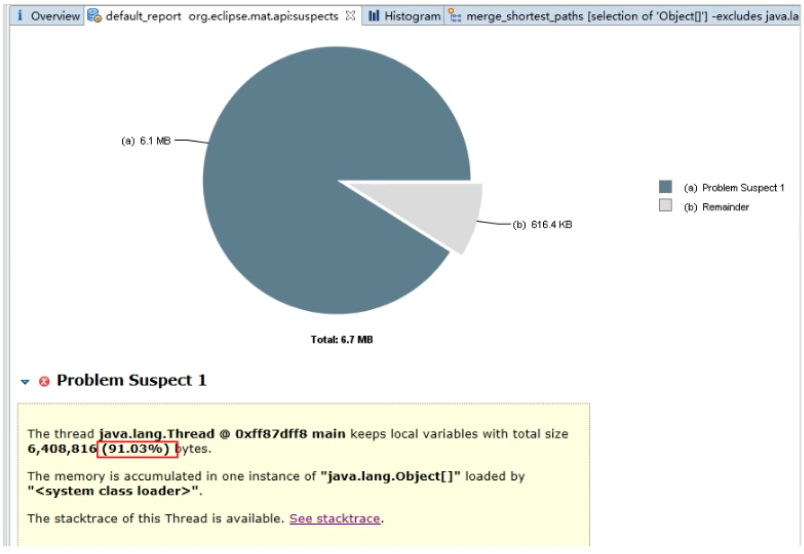 i Overview default_report org.eclipse.mat.api:suspects Histogram merge_shortest_paths [selection of 'Object[]'] -excludes java.la
(a) 6.1 MB
(a) Problem Suspect 1
(b) Remainder
(b) 616.4 KB
Total: 6.7 MB
Problem Suspect 1
The thread java.lang.Thread @ 0xff87dff8 main keeps local variables with total size
6,408,816 (91.03%) bytes.
The memory is accumulated in one instance of "java.lang.Object[]" loaded by
"<system class loader>".
The stacktrace of this Thread is available. See stacktrace.